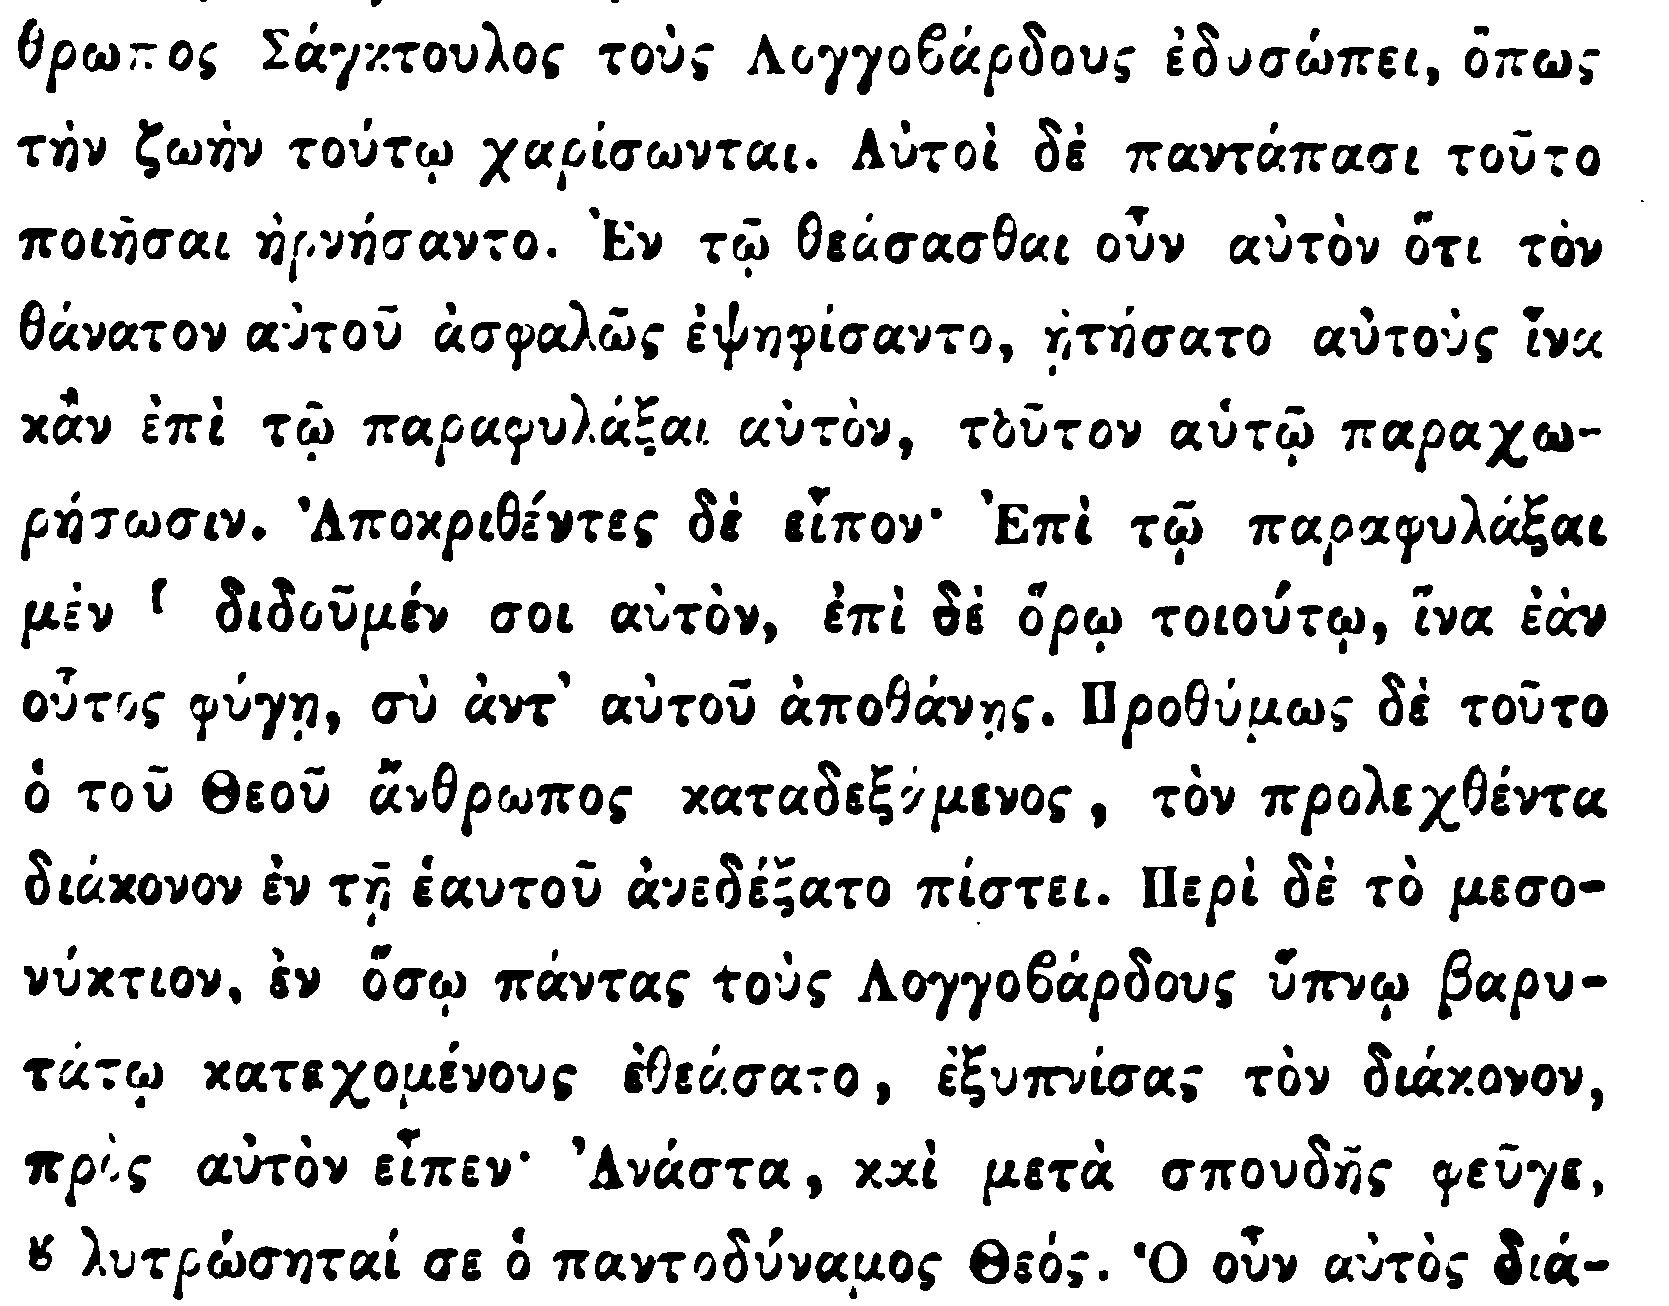 θρωπος Σάγκτουλος τοὺς Λογγοβάρδους ἐδυσώπει, ὅπως
τὴν ζωὴν τούτῳ χαρίσωνται. Αὐτοὶ δὲ παντάπασι τοῦτο
ποιῆσαι ἠρνήσαντο. Ἐν τῷ θεάσασθαι οὖν αὐτὸν ὅτι τὸν
θάνατον αὐτοῦ ἀσφαλῶς ἐψηφίσαντο, ᾐτήσατο αὐτοὺς ἵνα
κἂν ἐπὶ τῷ παραφυλάξαι αὐτὸν, τοῦτον αὐτῷ παραχω-
ρήσωσιν. Ἀποκριθέντες δὲ εἶπον· Ἐπὶ τῷ παραφυλάξαι
μὲν ᶠ διδοῦμέν σοι αὐτὸν, ἐπὶ δὲ ὅρῳ τοιούτῳ, ἵνα ἐὰν
οὗτος φύγῃ, σὺ ἀντ' αὐτοῦ ἀποθάνῃς. Προθύμως δὲ τοῦτο
ὁ τοῦ Θεοῦ ἄνθρωπος καταδεξάμενος, τὸν προλεχθέντα
διάκονον ἐν τῇ ἑαυτοῦ ἀνεδέξατο πίστει. Περὶ δὲ τὸ μεσο-
νύκτιον, ἐν ὅσῳ πάντας τοὺς Λογγοβάρδους ὕπνῳ βαρυ-
τάτῳ κατεχομένους ἐθεάσατο, ἐξυπνίσας τὸν διάκονον,
πρὸς αὐτὸν εἶπεν· Ἀνάστα, καὶ μετὰ σπουδῆς φεῦγε,
ȣ λυτρώσηταί σε ὁ παντοδύναμος Θεός. Ὁ οὖν αὐτὸς διά-